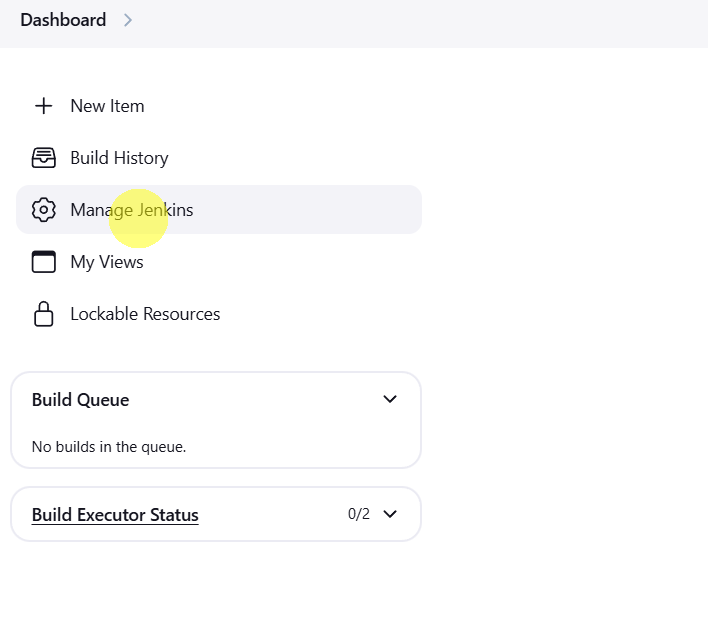 Dashboard
New Item
Build History
Manage Jenkins
My Views
Lockable Resources
Build Queue
No builds in the queue.
Build Executor Status 0/2